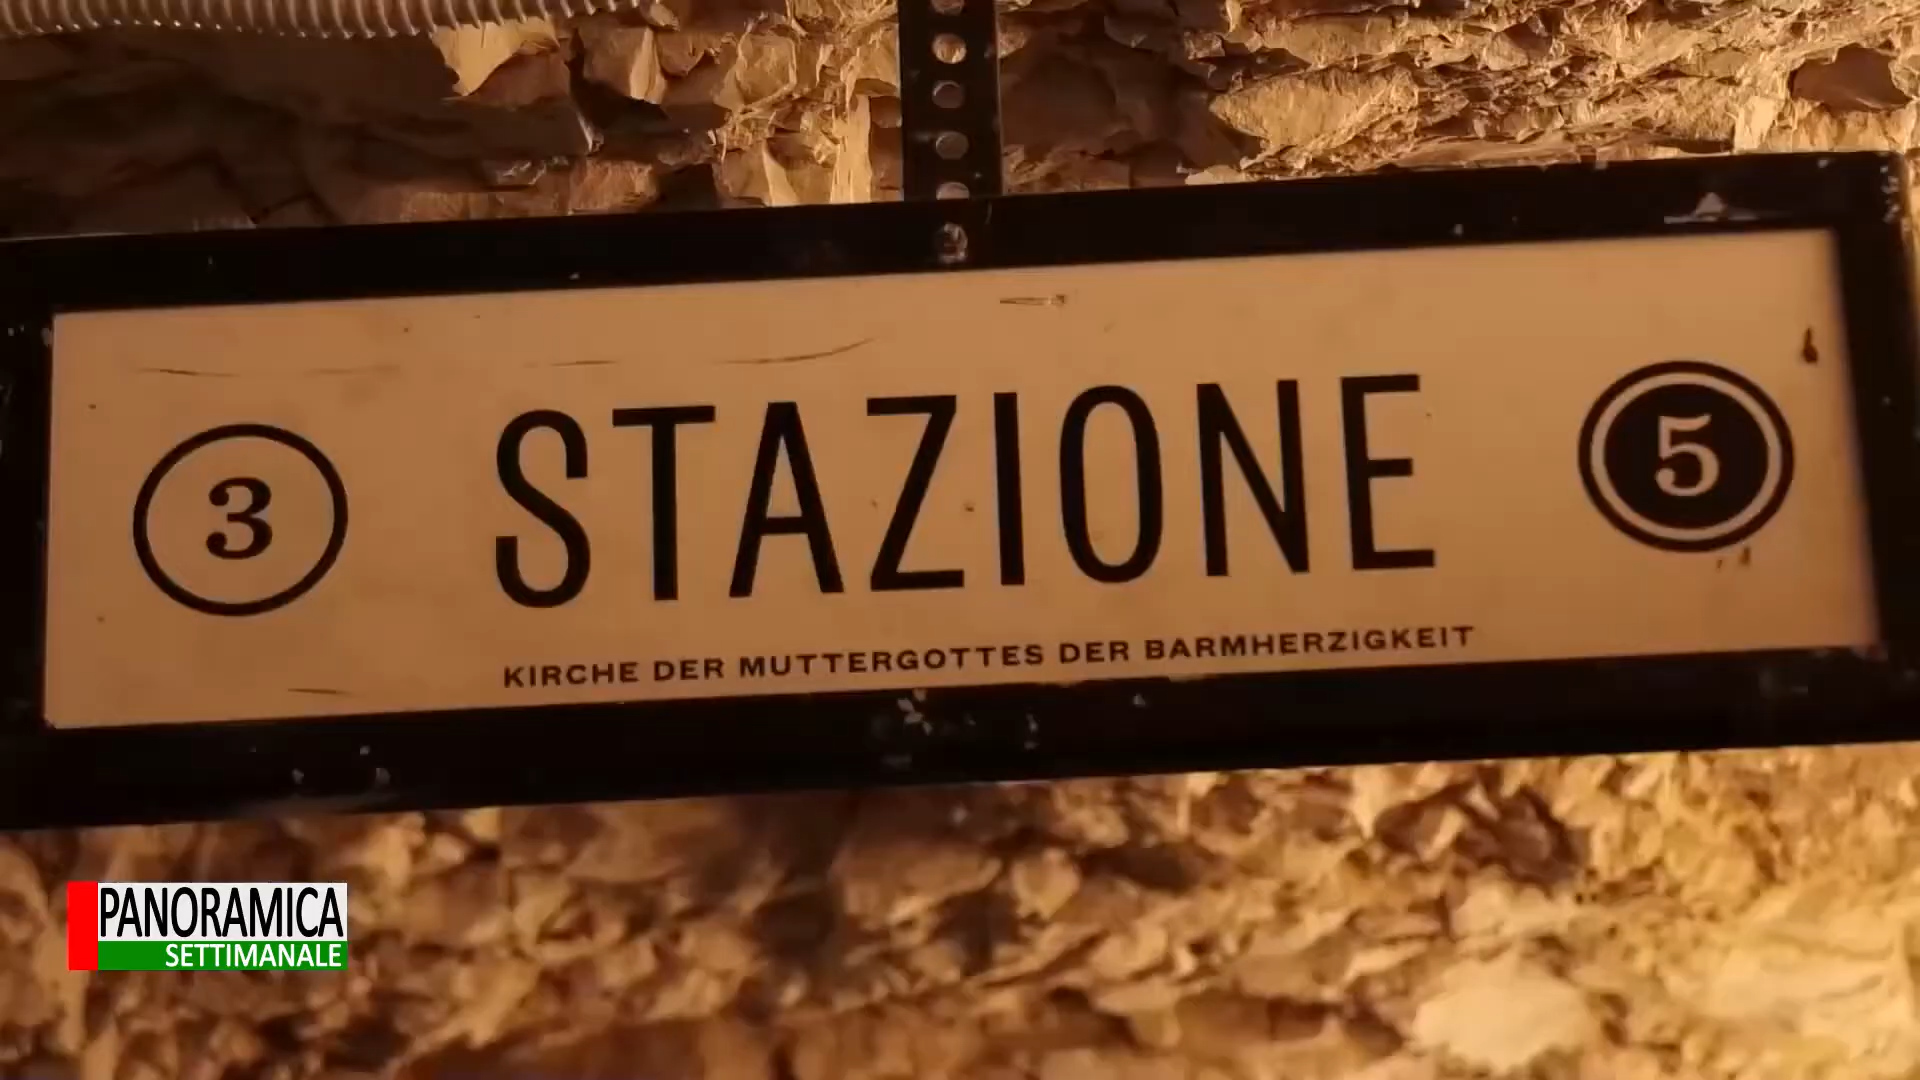 3 STAZIONE 5
KIRCHE DER MUTTERGOTTES DER BARMHERZIGKEIT
PANORAMICA
SETTIMANALE